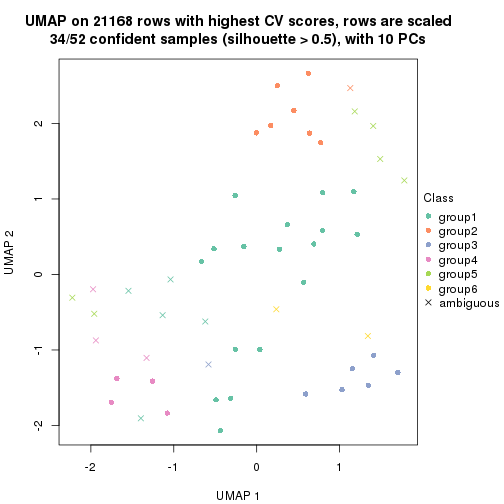 UMAP on 21168 rows with highest CV scores, rows are scaled
34/52 confident samples (silhouette > 0.5), with 10 PCs
UMAP 2
2
1
0
-1
-2
-2
-1
0
1
UMAP 1
Class
group1
group2
group3
group4
group5
group6
ambiguous